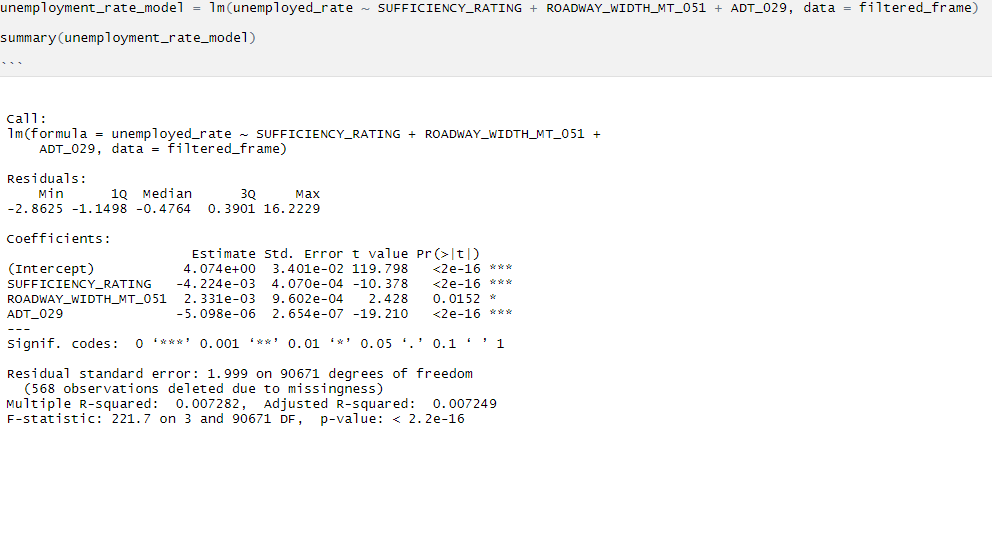 unemployment_rate_model = lm(unemployed_rate ~ SUFFICIENCY_RATING + ROADWAY_WIDTH_MT_051 + ADT_029, data = filtered_frame)
summary(unemployment_rate_model)
```
Call:
lm(formula = unemployed_rate ~ SUFFICIENCY_RATING + ROADWAY_WIDTH_MT_051 +
    ADT_029, data = filtered_frame)
Residuals:
    Min      1Q  Median      3Q     Max
-2.8625 -1.1498 -0.4764  0.3901 16.2229
Coefficients:
                       Estimate Std. Error t value Pr(>|t|)
(Intercept)           4.074e+00  3.401e-02 119.798   <2e-16 ***
SUFFICIENCY_RATING   -4.224e-03  4.070e-04 -10.378   <2e-16 ***
ROADWAY_WIDTH_MT_051  2.331e-03  9.602e-04   2.428   0.0152 *
ADT_029              -5.098e-06  2.654e-07 -19.210   <2e-16 ***
---
Signif. codes:  0 ‘***’ 0.001 ‘**’ 0.01 ‘*’ 0.05 ‘.’ 0.1 ‘ ’ 1
Residual standard error: 1.999 on 90671 degrees of freedom
  (568 observations deleted due to missingness)
Multiple R-squared:  0.007282,  Adjusted R-squared:  0.007249
F-statistic: 221.7 on 3 and 90671 DF,  p-value: < 2.2e-16